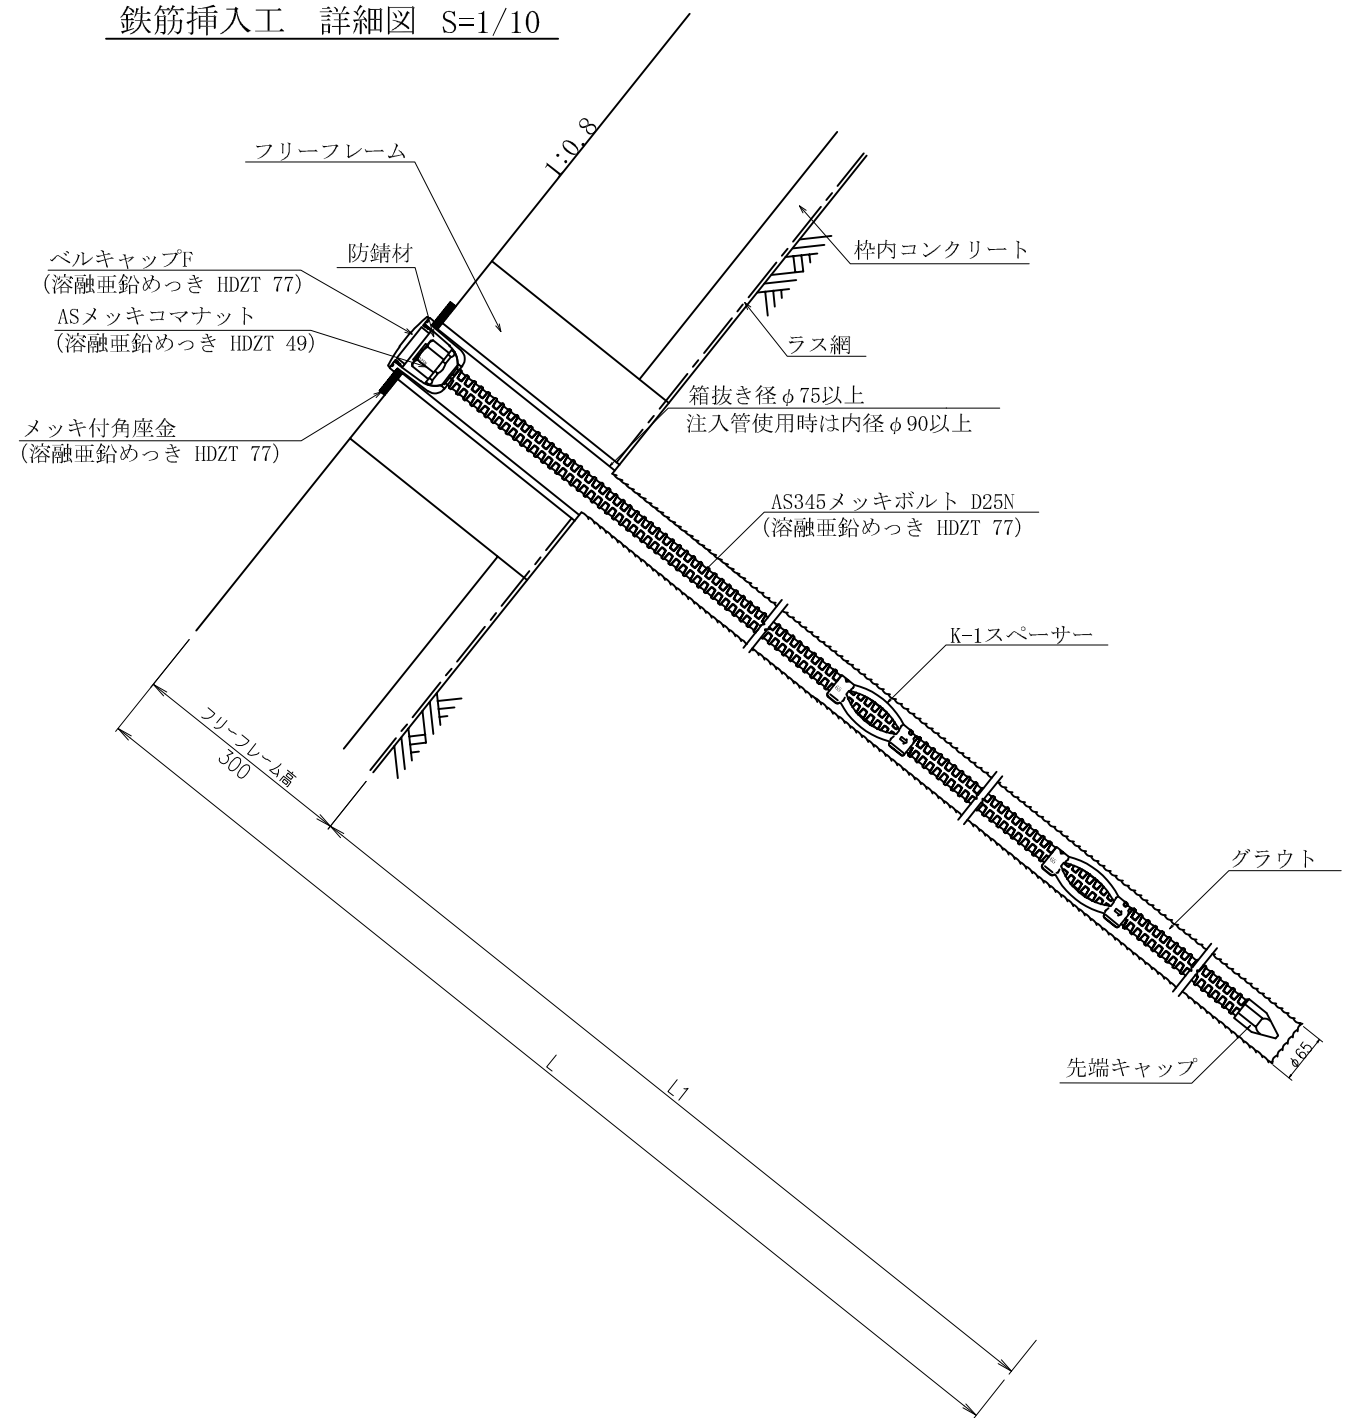 鉄筋挿入工　詳細図 S=1/10
1:0.8
フリーフレーム
枠内コンクリート
ベルキャップF
(溶融亜鉛めっき HDZT 77)
防錆材
ASメッキコマナット
(溶融亜鉛めっき HDZT 49)
ラス網
箱抜き径φ75以上
注入管使用時は内径φ90以上
メッキ付角座金
(溶融亜鉛めっき HDZT 77)
AS345メッキボルト D25N
(溶融亜鉛めっき HDZT 77)
K-1スペーサー
フリーフレーム高
300
グラウト
先端キャップ
φ65
L
L1